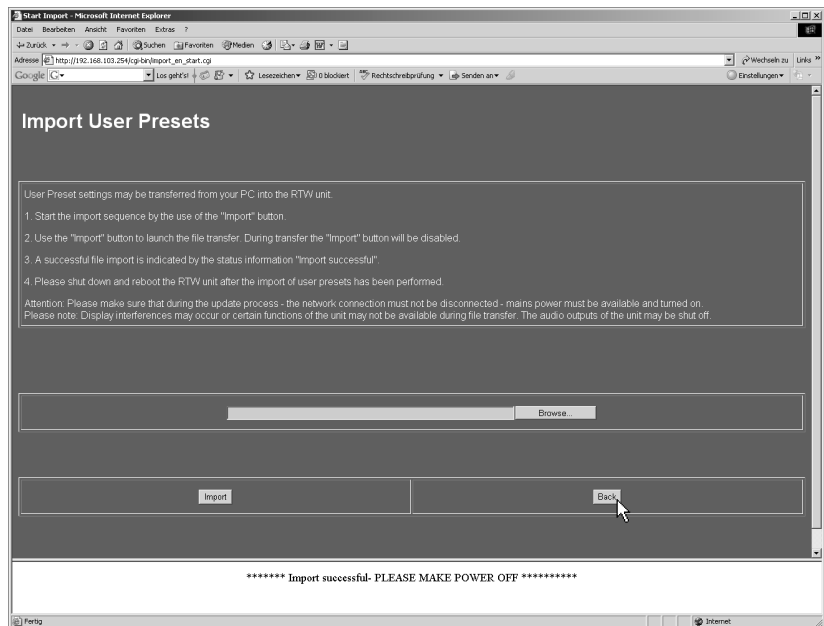 Start Import - Microsoft Internet Explorer
Datei Bearbeiten Ansicht Favoriten Extras ?
Zurück Suchen Favoriten Medien
Adresse http://192.168.103.254/cgi-bin/import_en_start.cgi Wechseln zu Links »
Google G Los geht's! Lesezeichen 0 blockiert Rechtschreibprüfung Senden an Einstellungen
Import User Presets
User Preset settings may be transferred from your PC into the RTW unit.
1. Start the import sequence by the use of the "Import" button.
2. Use the "Import" button to launch the file transfer. During transfer the "Import" button will be disabled.
3. A successful file import is indicated by the status information "Import successful".
4. Please shut down and reboot the RTW unit after the import of user presets has been performed.
Attention: Please make sure that during the update process - the network connection must not be disconnected - mains power must be available and turned on.
Please note: Display interferences may occur or certain functions of the unit may not be available during file transfer. The audio outputs of the unit may be shut off.
Browse...
Import Back
******* Import successful- PLEASE MAKE POWER OFF **********
Fertig Internet